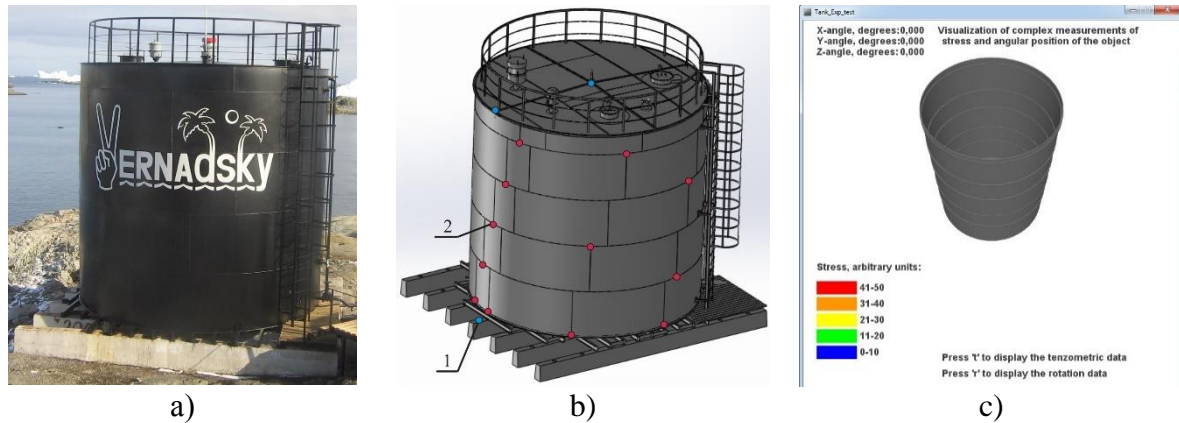 VERNAdSKY
a)
2
1
b)
Tank_Exp_test
X-angle, degrees:0,000
Y-angle, degrees:0,000
Z-angle, degrees:0,000
Visualization of complex measurements of
stress and angular position of the object
Stress, arbitrary units:
41-50
31-40
21-30
11-20
0-10
Press 't' to display the tenzometric data
Press 'r' to display the rotation data
c)